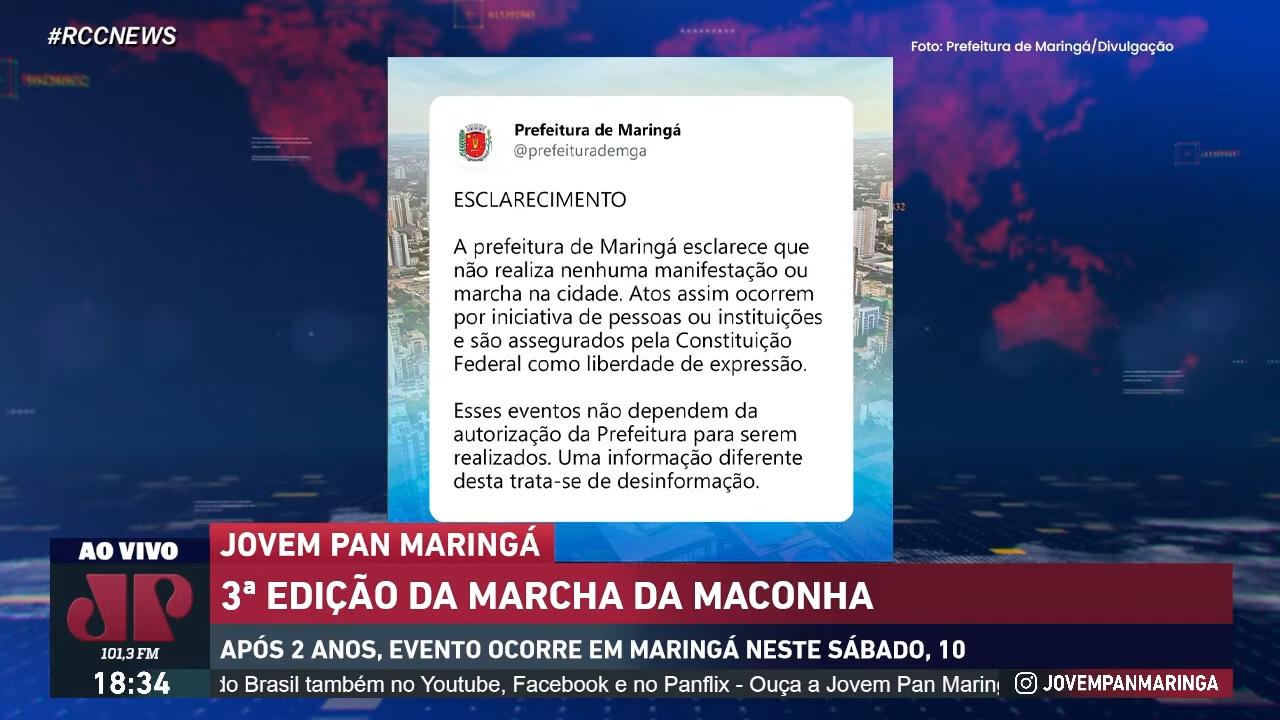 #RCCNEWS
Foto: Prefeitura de Maringá/Divulgação
615391943
Prefeitura de Maringá
@prefeiturademga
ESCLARECIMENTO
A prefeitura de Maringá esclarece que
não realiza nenhuma manifestação ou
marcha na cidade. Atos assim ocorrem
por iniciativa de pessoas ou instituições
e são assegurados pela Constituição
Federal como liberdade de expressão.
Esses eventos não dependem da
autorização da Prefeitura para serem
realizados. Uma informação diferente
desta trata-se de desinformação.
JOVEM PAN MARINGÁ
AO VIVO
JP
3ª EDIÇÃO DA MARCHA DA MACONHA
101,3 FM
APÓS 2 ANOS, EVENTO OCORRE EM MARINGÁ NESTE SÁBADO, 10
18:34
do Brasil também no Youtube, Facebook e no Panflix - Ouça a Jovem Pan Maring
JOVEMPANMARINGA